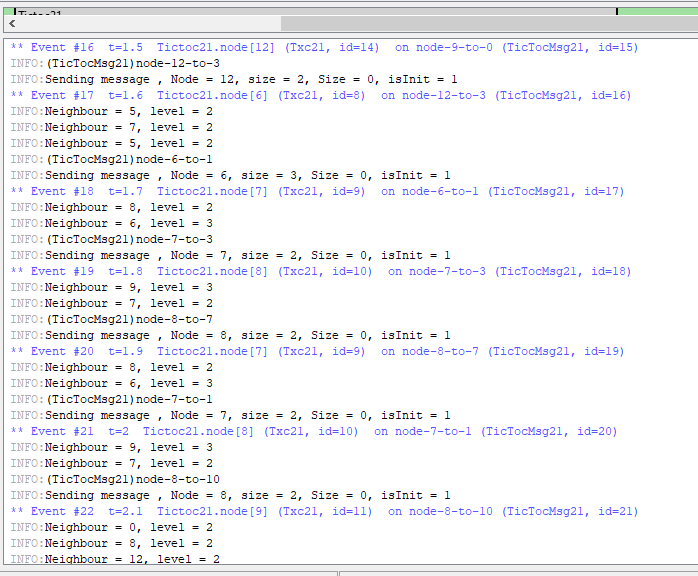 Tictoc21
** Event #16  t=1.5  Tictoc21.node[12] (Txc21, id=14)  on node-9-to-0 (TicTocMsg21, id=15)
INFO:(TicTocMsg21)node-12-to-3
INFO:Sending message , Node = 12, size = 2, Size = 0, isInit = 1
** Event #17  t=1.6  Tictoc21.node[6] (Txc21, id=8)  on node-12-to-3 (TicTocMsg21, id=16)
INFO:Neighbour = 5, level = 2
INFO:Neighbour = 7, level = 2
INFO:Neighbour = 5, level = 2
INFO:(TicTocMsg21)node-6-to-1
INFO:Sending message , Node = 6, size = 3, Size = 0, isInit = 1
** Event #18  t=1.7  Tictoc21.node[7] (Txc21, id=9)  on node-6-to-1 (TicTocMsg21, id=17)
INFO:Neighbour = 8, level = 2
INFO:Neighbour = 6, level = 3
INFO:(TicTocMsg21)node-7-to-3
INFO:Sending message , Node = 7, size = 2, Size = 0, isInit = 1
** Event #19  t=1.8  Tictoc21.node[8] (Txc21, id=10)  on node-7-to-3 (TicTocMsg21, id=18)
INFO:Neighbour = 9, level = 3
INFO:Neighbour = 7, level = 2
INFO:(TicTocMsg21)node-8-to-7
INFO:Sending message , Node = 8, size = 2, Size = 0, isInit = 1
** Event #20  t=1.9  Tictoc21.node[7] (Txc21, id=9)  on node-8-to-7 (TicTocMsg21, id=19)
INFO:Neighbour = 8, level = 2
INFO:Neighbour = 6, level = 3
INFO:(TicTocMsg21)node-7-to-1
INFO:Sending message , Node = 7, size = 2, Size = 0, isInit = 1
** Event #21  t=2  Tictoc21.node[8] (Txc21, id=10)  on node-7-to-1 (TicTocMsg21, id=20)
INFO:Neighbour = 9, level = 3
INFO:Neighbour = 7, level = 2
INFO:(TicTocMsg21)node-8-to-10
INFO:Sending message , Node = 8, size = 2, Size = 0, isInit = 1
** Event #22  t=2.1  Tictoc21.node[9] (Txc21, id=11)  on node-8-to-10 (TicTocMsg21, id=21)
INFO:Neighbour = 0, level = 2
INFO:Neighbour = 8, level = 2
INFO:Neighbour = 12, level = 2